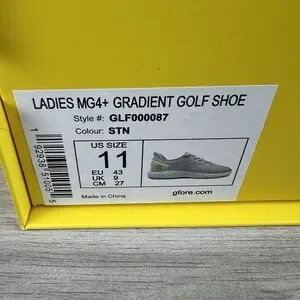 LADIES MG4+ GRADIENT GOLF SHOE
Style #: GLF000087
Colour: STN
US SIZE
11
EU 43
UK 9
CM 27
Made in China
gfore.com